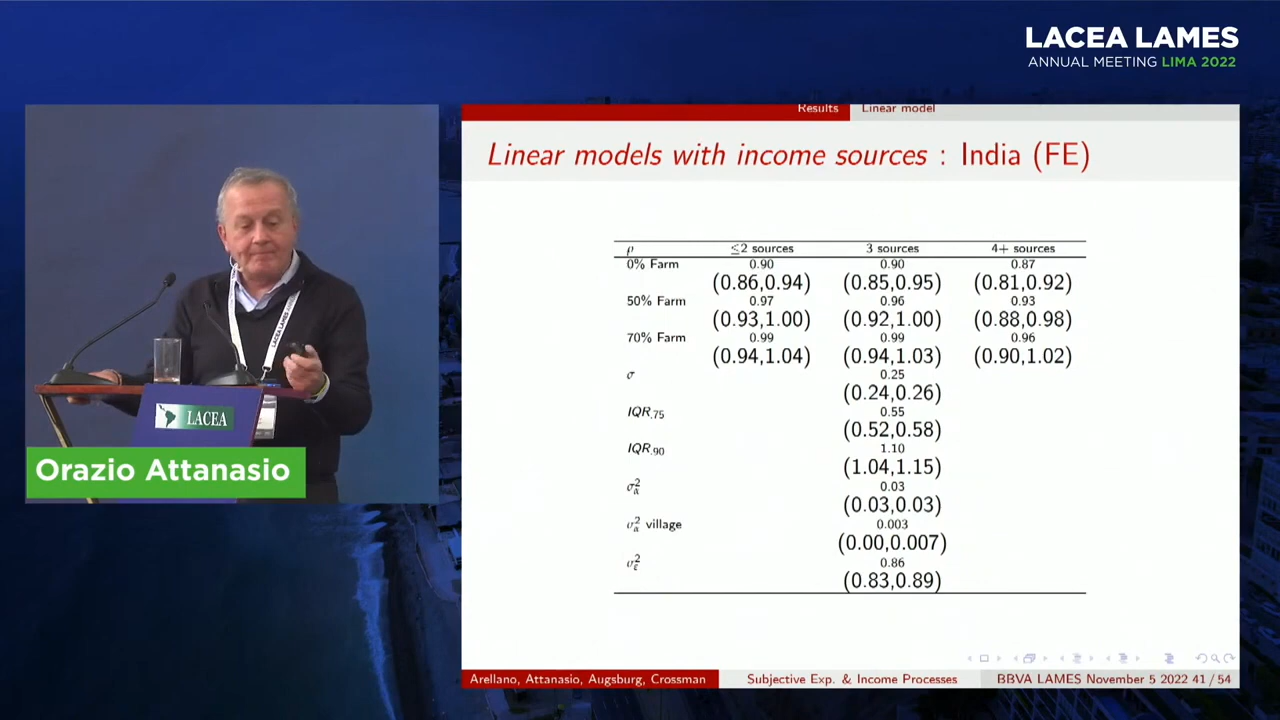 LACEA LAMES
ANNUAL MEETING LIMA 2022
Results Linear model
Linear models with income sources : India (FE)
ρ ≤2 sources 3 sources 4+ sources
0% Farm 0.90 0.90 0.87
(0.86,0.94) (0.85,0.95) (0.81,0.92)
50% Farm 0.97 0.96 0.93
(0.93,1.00) (0.92,1.00) (0.88,0.98)
70% Farm 0.99 0.99 0.96
(0.94,1.04) (0.94,1.03) (0.90,1.02)
σ 0.25
(0.24,0.26)
IQR.75 0.55
(0.52,0.58)
IQR.90 1.10
(1.04,1.15)
σ²α 0.03
(0.03,0.03)
σ²α village 0.003
(0.00,0.007)
σ²ε 0.86
(0.83,0.89)
LACEA
Orazio Attanasio
Arellano, Attanasio, Augsburg, Crossman Subjective Exp. & Income Processes BBVA LAMES November 5 2022 41 / 54